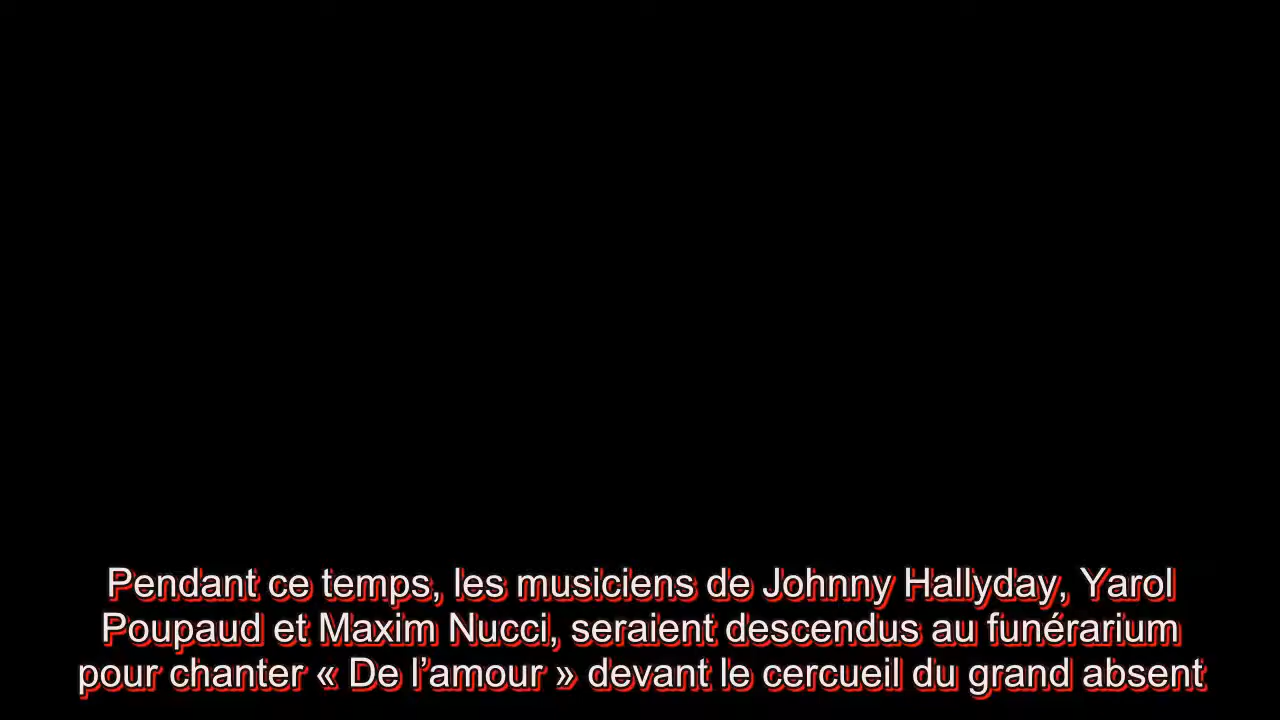 Pendant ce temps, les musiciens de Johnny Hallyday, Yarol
Poupaud et Maxim Nucci, seraient descendus au funérarium
pour chanter « De l’amour » devant le cercueil du grand absent